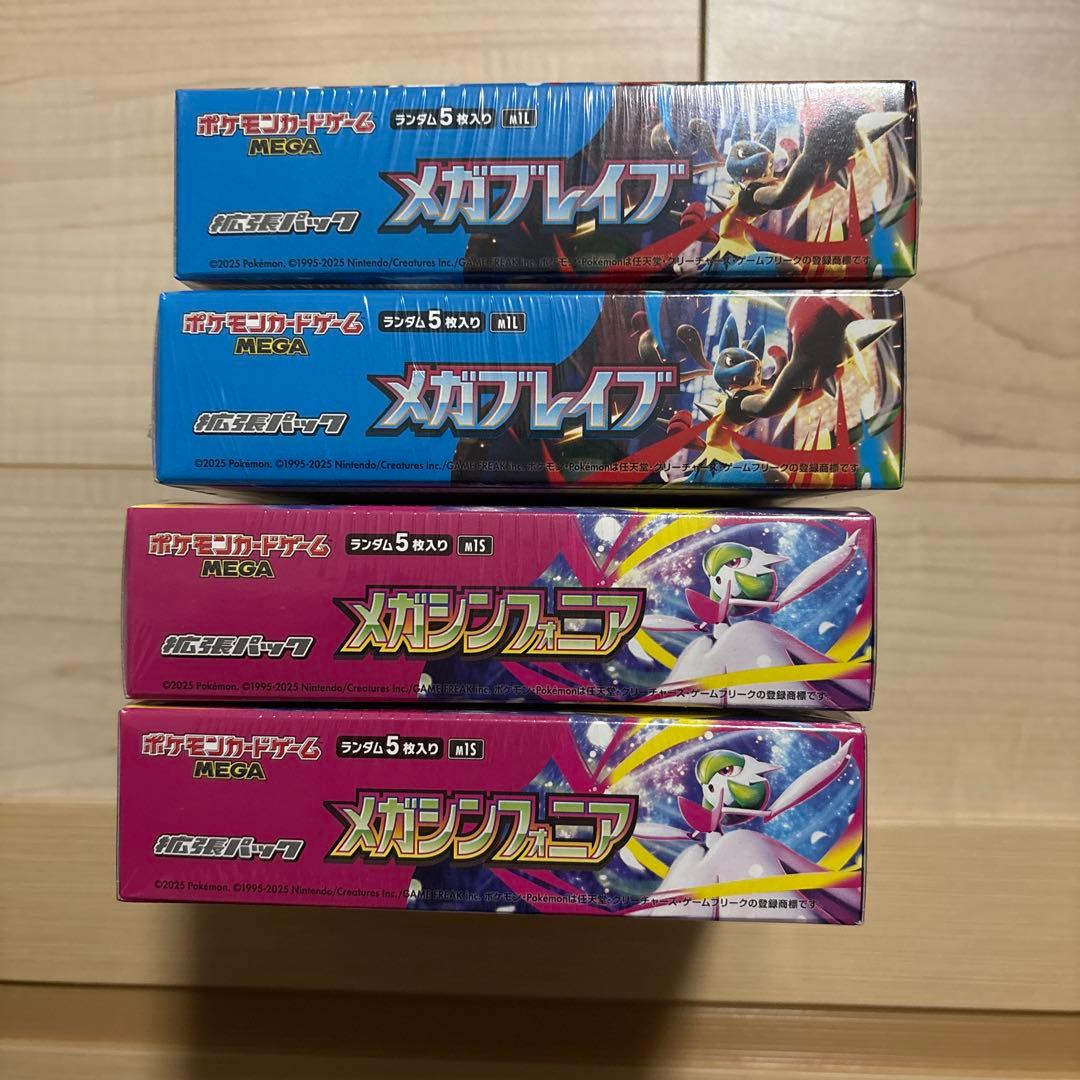 ポケモンカードゲーム ランダム5枚入り M1L
MEGA
メガブレイブ
拡張パック
©2025 Pokémon. ©1995-2025 Nintendo/Creatures Inc./GAME FREAK inc. ポケモン・Pokémonは任天堂・クリーチャーズ・ゲームフリークの登録商標です。
ポケモンカードゲーム ランダム5枚入り M1L
MEGA
メガブレイブ
拡張パック
©2025 Pokémon. ©1995-2025 Nintendo/Creatures Inc./GAME FREAK inc. ポケモン・Pokémonは任天堂・クリーチャーズ・ゲームフリークの登録商標です。
ポケモンカードゲーム ランダム5枚入り M1S
MEGA
メガシンフォニア
拡張パック
©2025 Pokémon. ©1995-2025 Nintendo/Creatures Inc./GAME FREAK inc. ポケモン・Pokémonは任天堂・クリーチャーズ・ゲームフリークの登録商標です。
ポケモンカードゲーム ランダム5枚入り M1S
MEGA
メガシンフォニア
拡張パック
©2025 Pokémon. ©1995-2025 Nintendo/Creatures Inc./GAME FREAK inc. ポケモン・Pokémonは任天堂・クリーチャーズ・ゲームフリークの登録商標です。